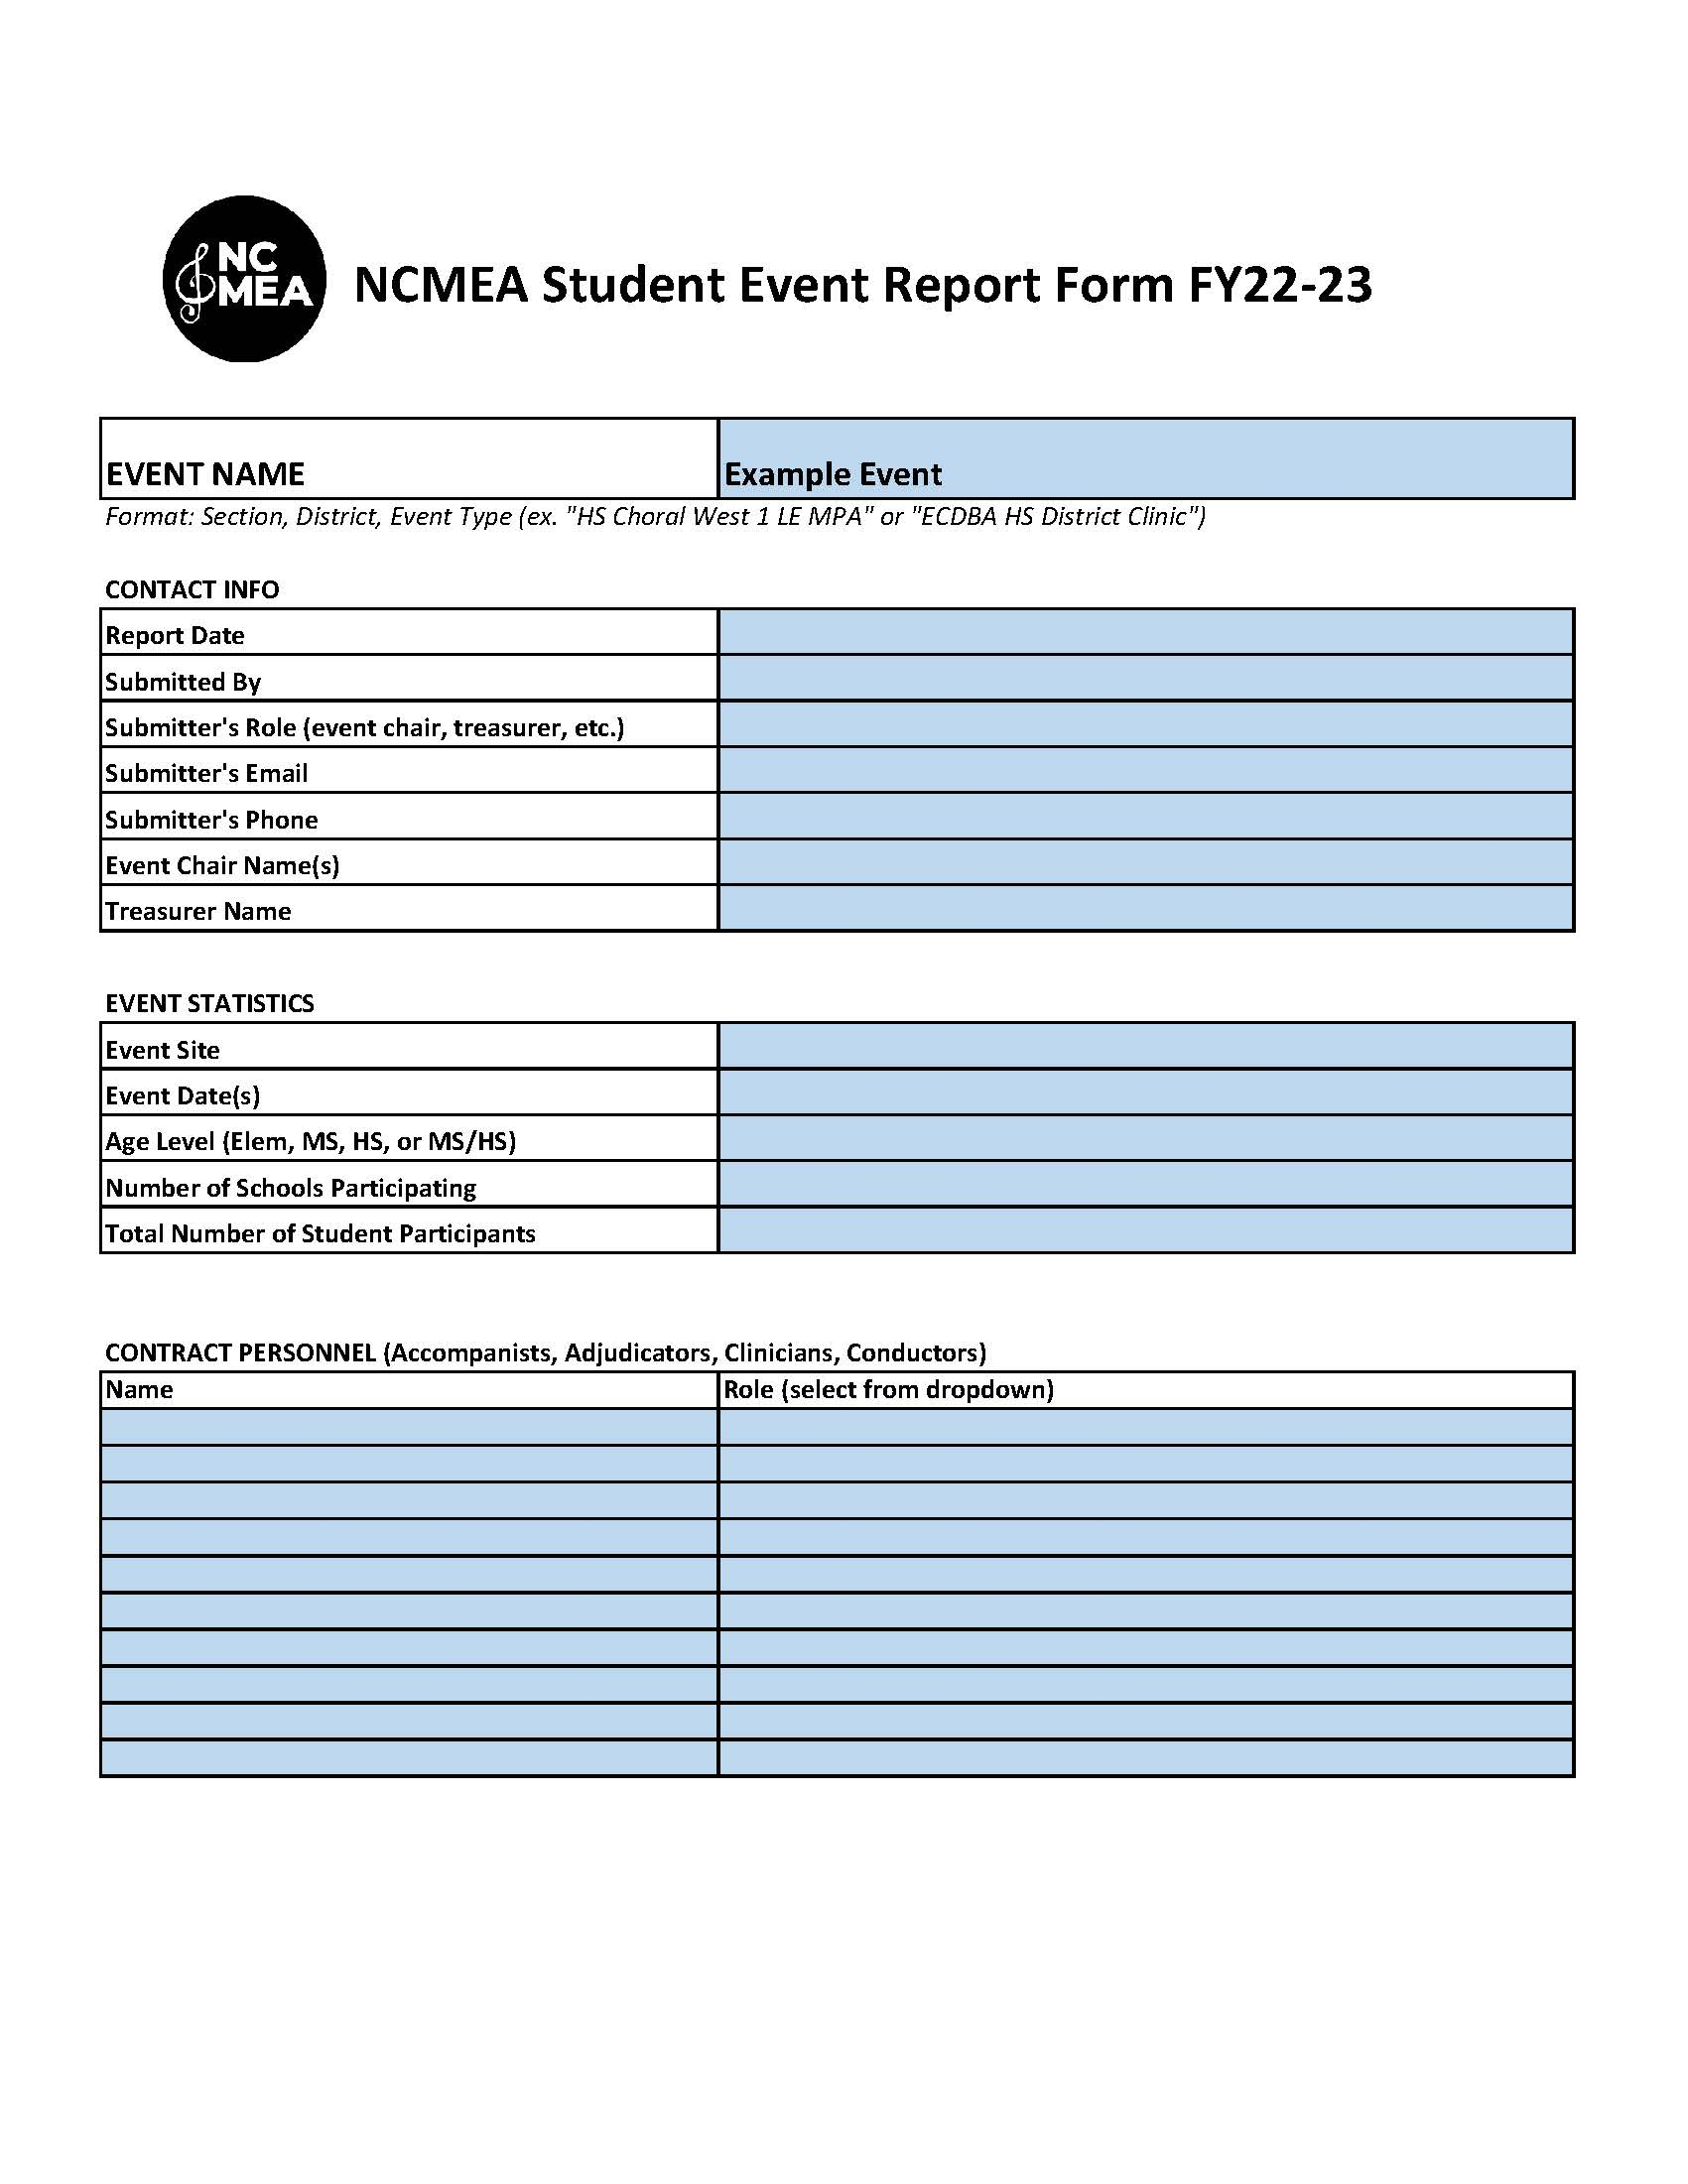 NC
MEA
NCMEA Student Event Report Form FY22-23
EVENT NAME
Example Event
Format: Section, District, Event Type (ex. "HS Choral West 1 LE MPA" or "ECDBA HS District Clinic")
CONTACT INFO
Report Date
Submitted By
Submitter's Role (event chair, treasurer, etc.)
Submitter's Email
Submitter's Phone
Event Chair Name(s)
Treasurer Name
EVENT STATISTICS
Event Site
Event Date(s)
Age Level (Elem, MS, HS, or MS/HS)
Number of Schools Participating
Total Number of Student Participants
CONTRACT PERSONNEL (Accompanists, Adjudicators, Clinicians, Conductors)
Name
Role (select from dropdown)